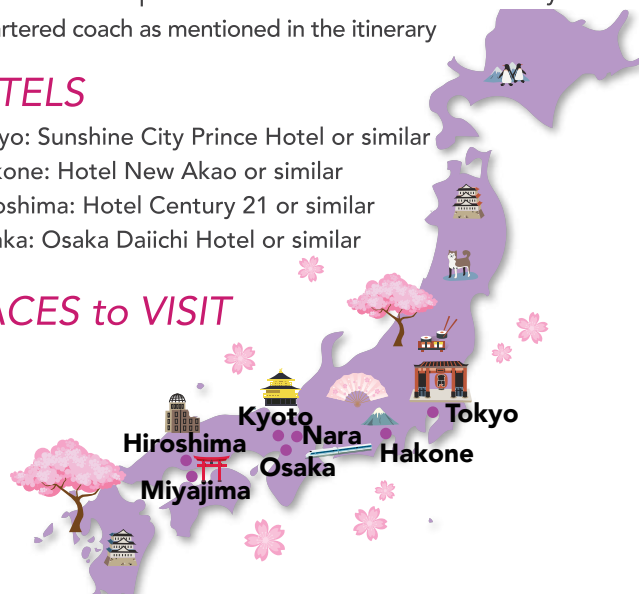 rtered coach as mentioned in the itinerary
TELS
yo: Sunshine City Prince Hotel or similar
kone: Hotel New Akao or similar
oshima: Hotel Century 21 or similar
aka: Osaka Daiichi Hotel or similar
ACES to VISIT
Kyoto
Tokyo
Nara
Hiroshima
Hakone
Osaka
Miyajima